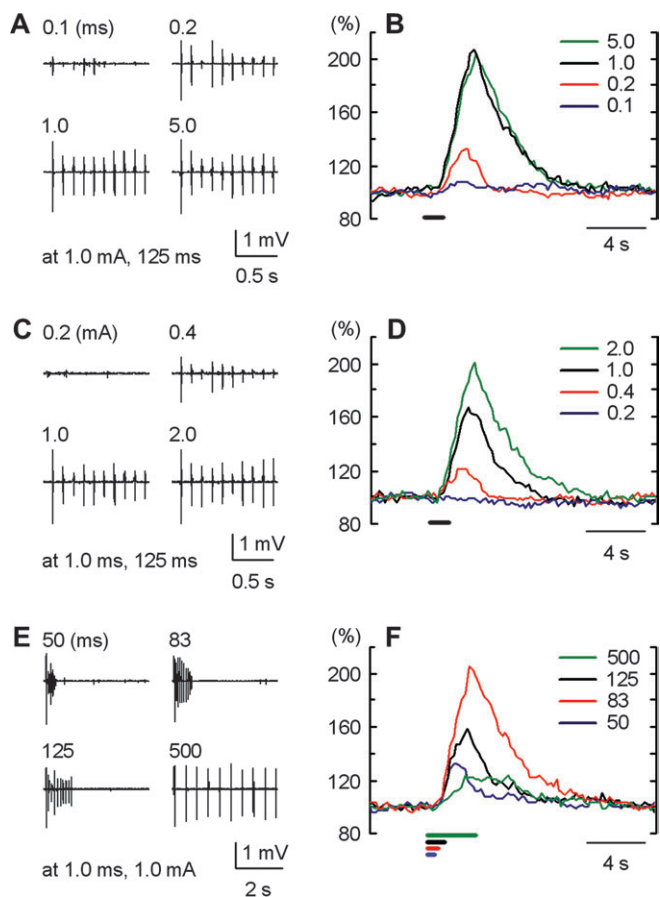 A
0.1 (ms)
0.2
1.0
5.0
1 mV
0.5 s
at 1.0 mA, 125 ms
B
(%)
200
160
120
80
5.0
1.0
0.2
0.1
4 s
C
0.2 (mA)
0.4
1.0
2.0
1 mV
0.5 s
at 1.0 ms, 125 ms
D
(%)
200
160
120
80
2.0
1.0
0.4
0.2
4 s
E
50 (ms)
83
125
500
1 mV
2 s
at 1.0 ms, 1.0 mA
F
(%)
200
160
120
80
500
125
83
50
4 s